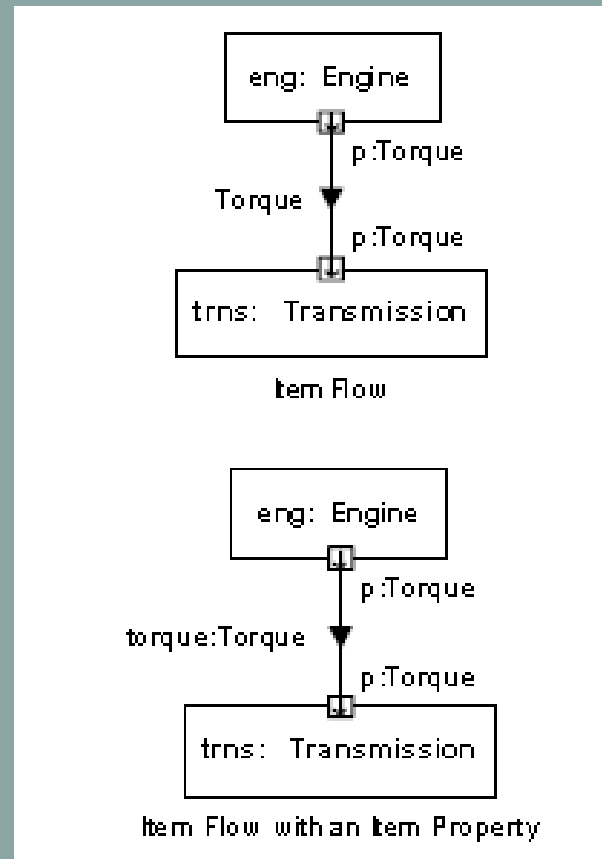 eng: Engine
p:Torque
Torque
p:Torque
trns: Transmission
Item Flow
eng: Engine
p:Torque
torque:Torque
p:Torque
trns: Transmission
Item Flow with an Item Property